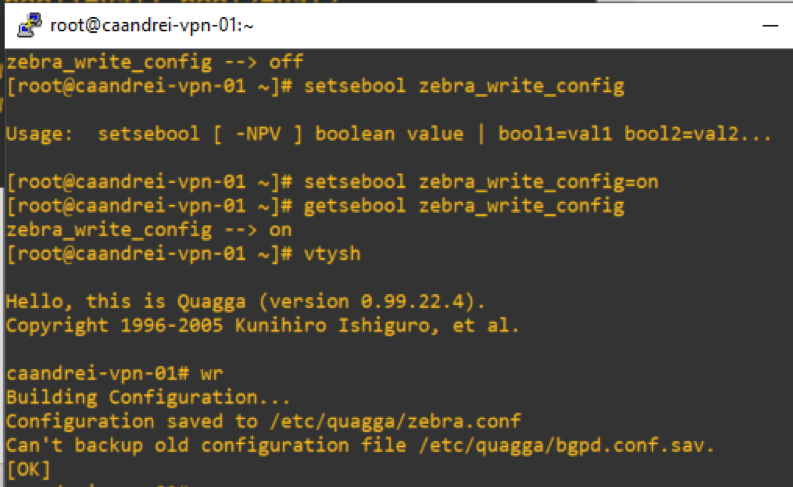 root@caandrei-vpn-01:~
zebra_write_config --> off
[root@caandrei-vpn-01 ~]# setsebool zebra_write_config
Usage:  setsebool [ -NPV ] boolean value | bool1=val1 bool2=val2...
[root@caandrei-vpn-01 ~]# setsebool zebra_write_config=on
[root@caandrei-vpn-01 ~]# getsebool zebra_write_config
zebra_write_config --> on
[root@caandrei-vpn-01 ~]# vtysh
Hello, this is Quagga (version 0.99.22.4).
Copyright 1996-2005 Kunihiro Ishiguro, et al.
caandrei-vpn-01# wr
Building Configuration...
Configuration saved to /etc/quagga/zebra.conf
Can't backup old configuration file /etc/quagga/bgpd.conf.sav.
[OK]